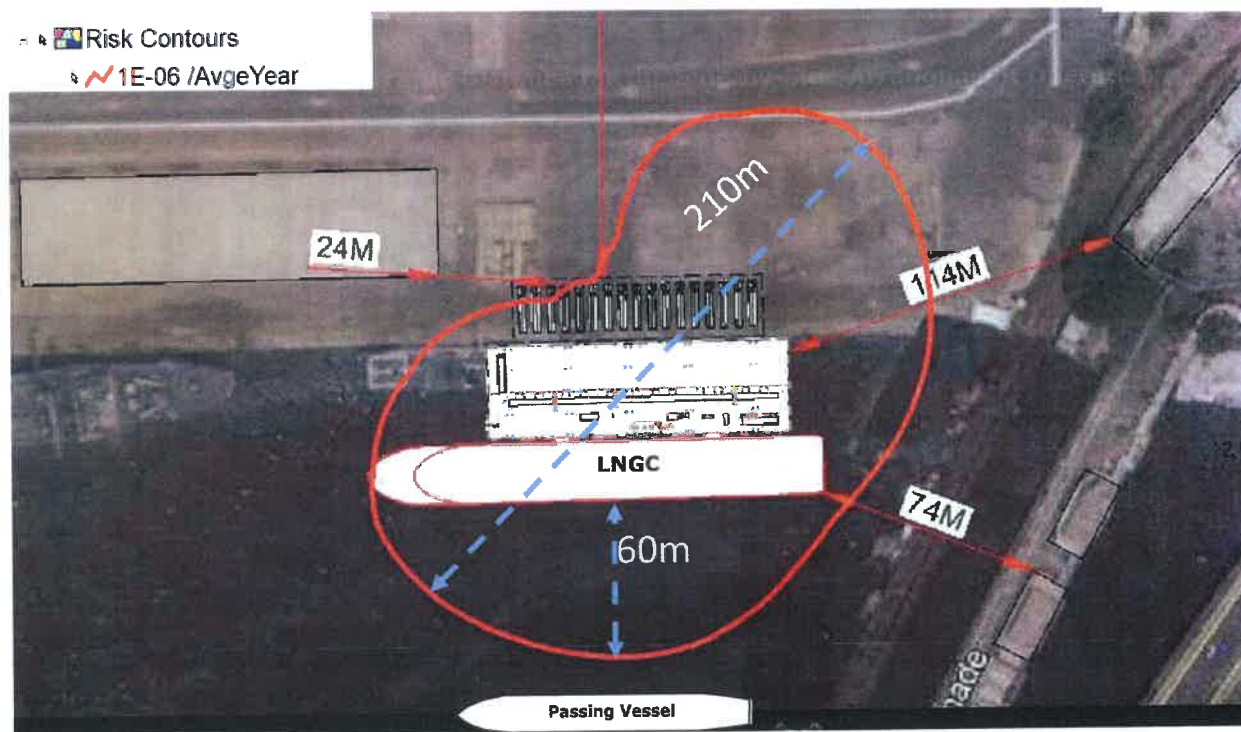 Risk Contours
1E-06 /AvgeYear
210m
24M
114M
LNGC
74M
60m
Passing Vessel